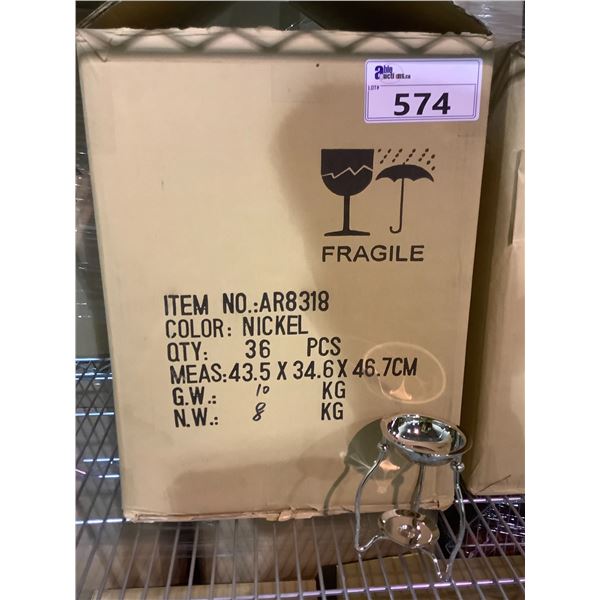 able auctions.ca
LOT#
574
FRAGILE
ITEM NO.:AR8318
COLOR: NICKEL
QTY: 36 PCS
MEAS:43.5 X 34.6 X 46.7CM
G.W.: 10 KG
N.W.: 8 KG